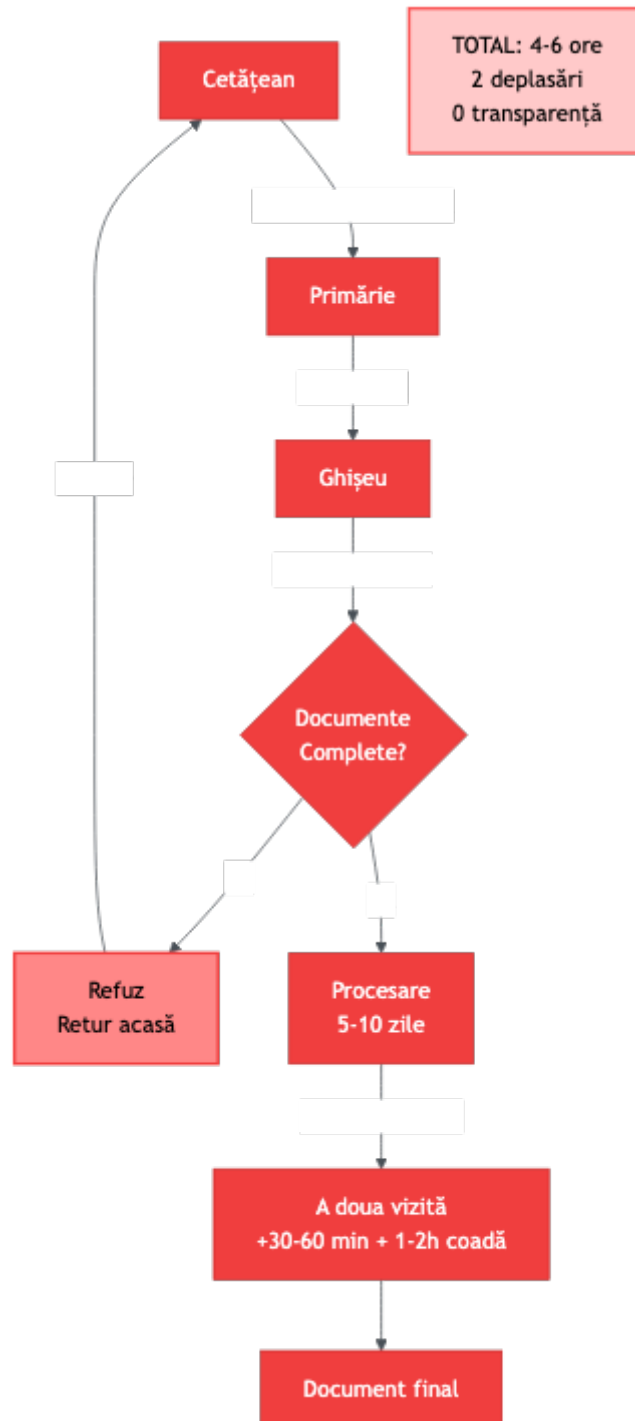 TOTAL: 4-6 ore
2 deplasări
0 transparență
Cetățean
Primărie
Ghișeu
Documente
Complete?
Refuz
Retur acasă
Procesare
5-10 zile
A doua vizită
+30-60 min + 1-2h coadă
Document final